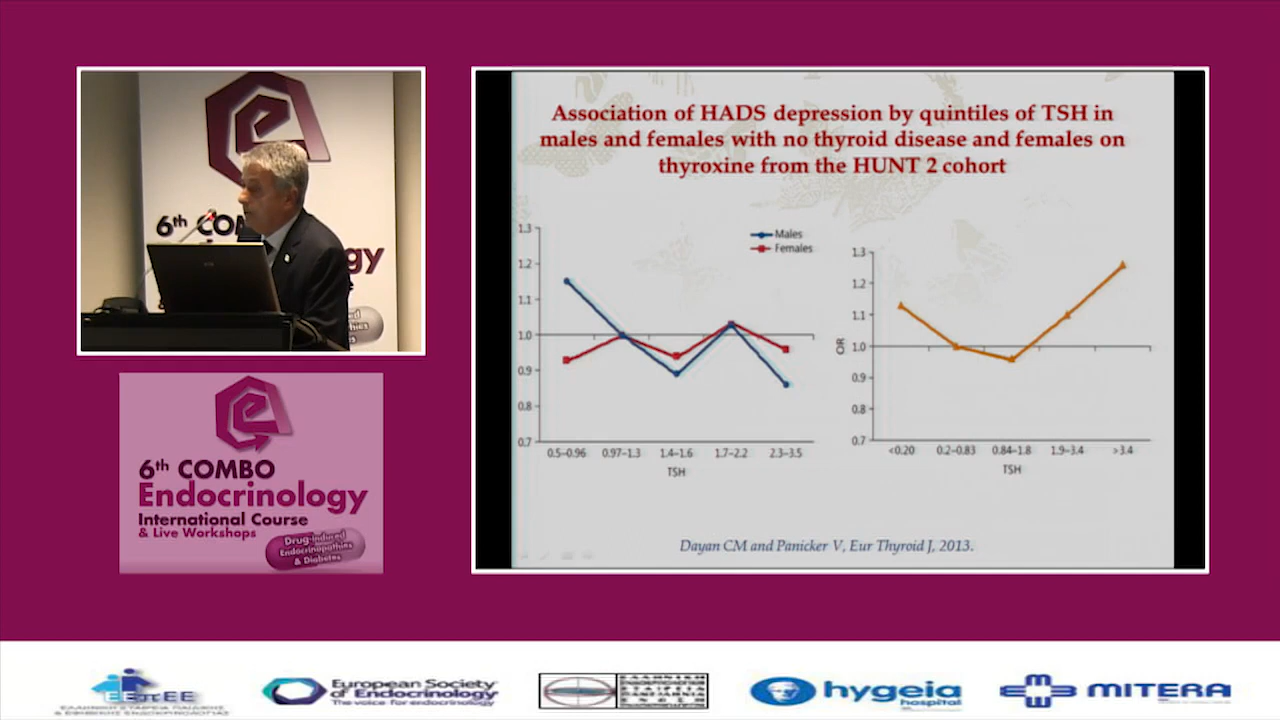 6th COM
gy
6th COMBO
Endocrinology
International Course
& Live Workshops
Drug-induced
Endocrinopathies
& Diabetes
Association of HADS depression by quintiles of TSH in
males and females with no thyroid disease and females on
thyroxine from the HUNT 2 cohort
Males
Females
1.3
1.2
1.1
1.0
0.9
0.8
0.7
0.5–0.96 0.97–1.3 1.4–1.6 1.7–2.2 2.3–3.5
TSH
OR
1.3
1.2
1.1
1.0
0.9
0.8
0.7
<0.20 0.2–0.83 0.84–1.8 1.9–3.4 >3.4
TSH
Dayan CM and Panicker V, Eur Thyroid J, 2013.
European Society
of Endocrinology
The voice for endocrinology
hygeia
hospital
MITERA